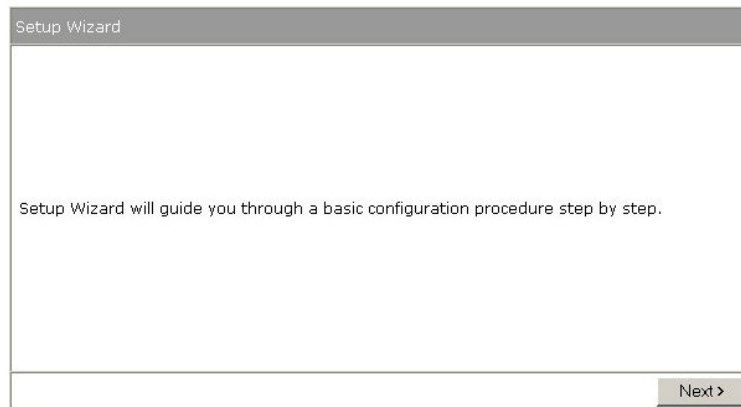 Setup Wizard
Setup Wizard will guide you through a basic configuration procedure step by step.
Next >